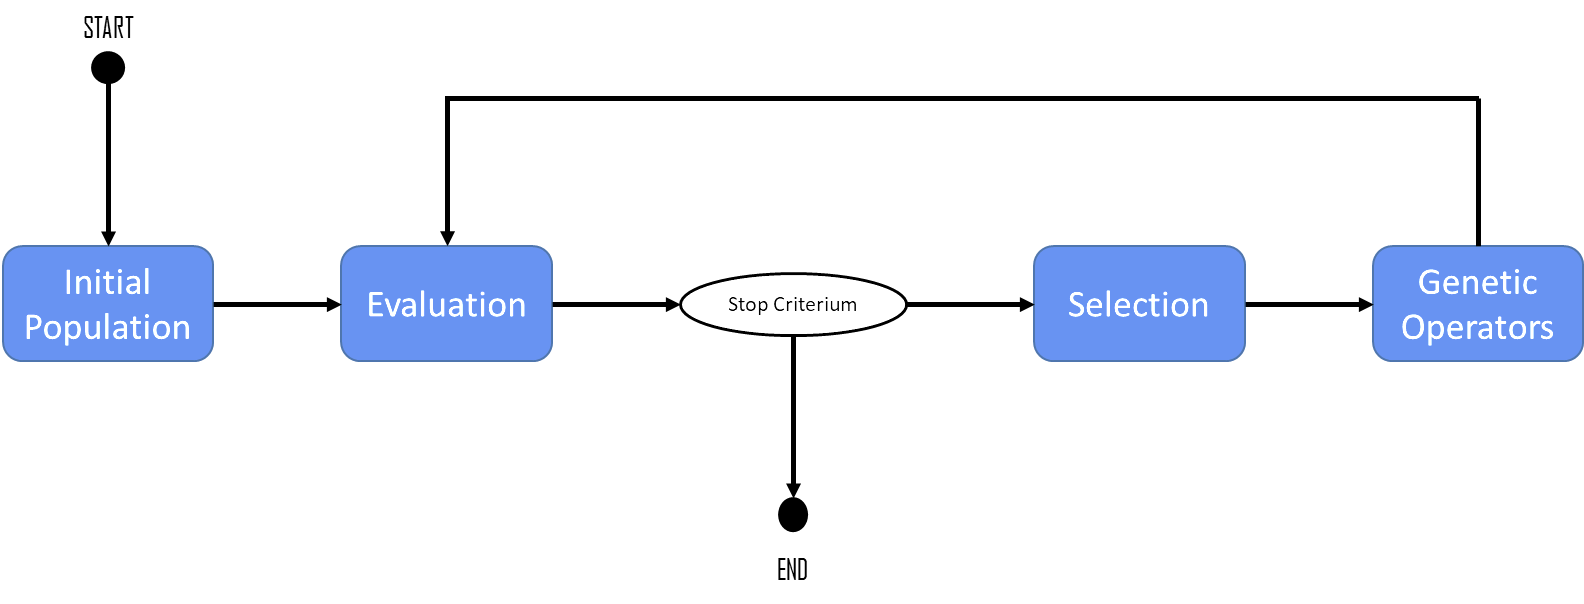 START
Initial
Population
Evaluation
Stop Criterium
Selection
Genetic
Operators
END